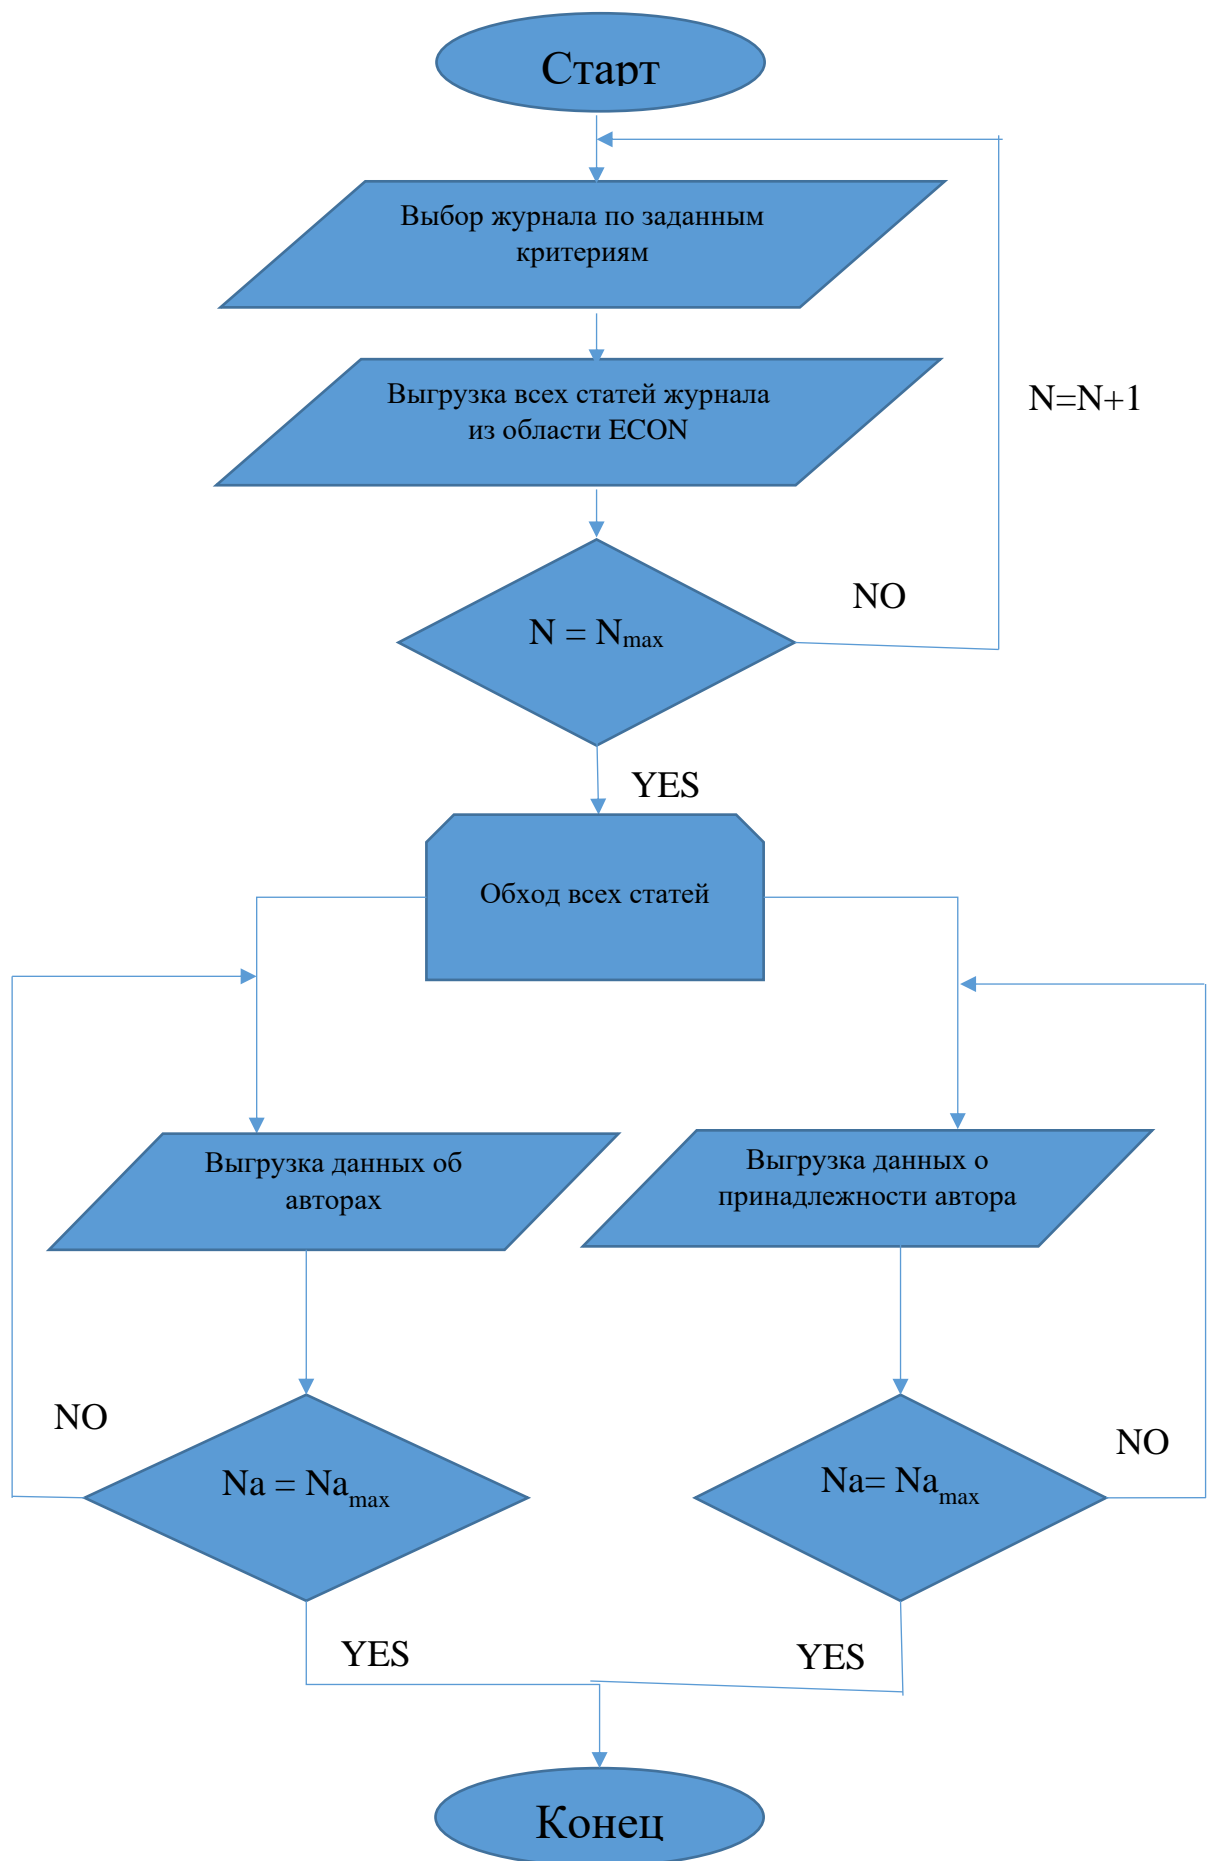 Старт
Выбор журнала по заданным
критериям
Выгрузка всех статей журнала
из области ECON
N=N+1
NO
N = Nmax
YES
Обход всех статей
Выгрузка данных об
авторах
Выгрузка данных о
принадлежности автора
NO
NO
Na = Namax
Na= Namax
YES
YES
Конец